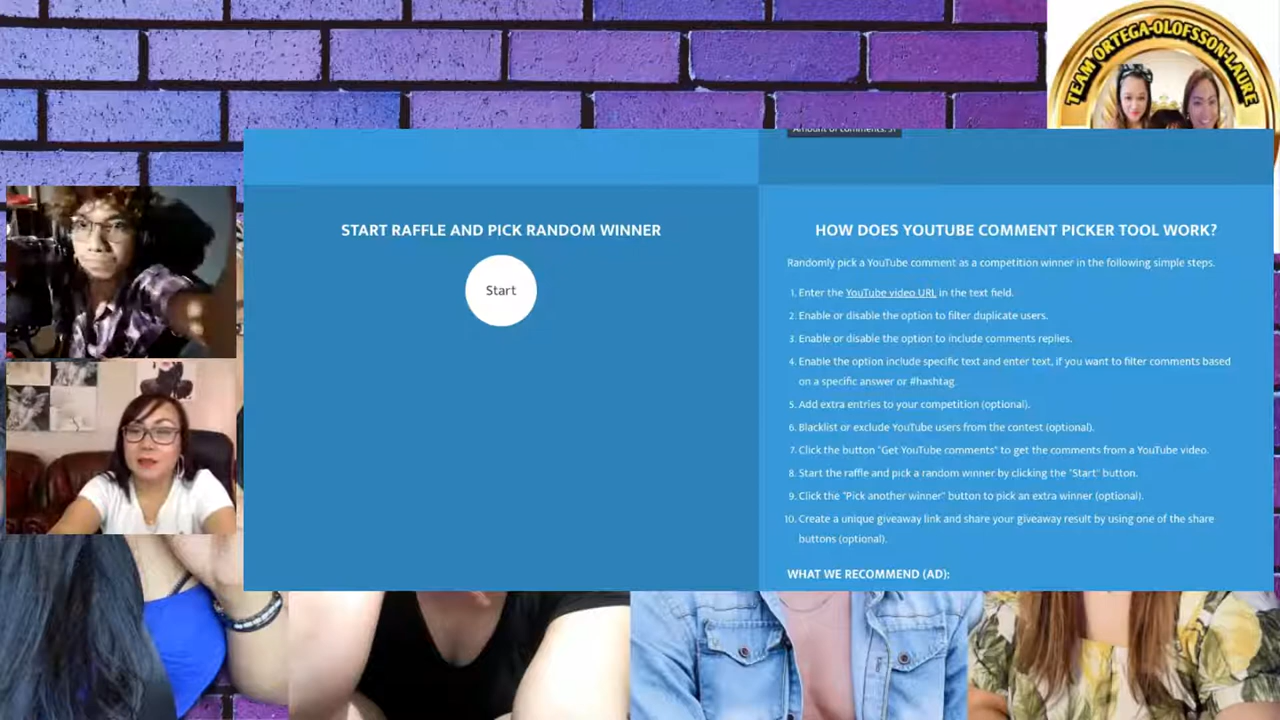 TEAM ORTEGA-OLOFSSON-LAURE
Amount of comments: 31
START RAFFLE AND PICK RANDOM WINNER
Start
HOW DOES YOUTUBE COMMENT PICKER TOOL WORK?
Randomly pick a YouTube comment as a competition winner in the following simple steps.
1. Enter the YouTube video URL in the text field.
2. Enable or disable the option to filter duplicate users.
3. Enable or disable the option to include comments replies.
4. Enable the option include specific text and enter text, if you want to filter comments based
on a specific answer or #hashtag.
5. Add extra entries to your competition (optional).
6. Blacklist or exclude YouTube users from the contest (optional).
7. Click the button "Get YouTube comments" to get the comments from a YouTube video.
8. Start the raffle and pick a random winner by clicking the "Start" button.
9. Click the "Pick another winner" button to pick an extra winner (optional).
10. Create a unique giveaway link and share your giveaway result by using one of the share
buttons (optional).
WHAT WE RECOMMEND (AD):